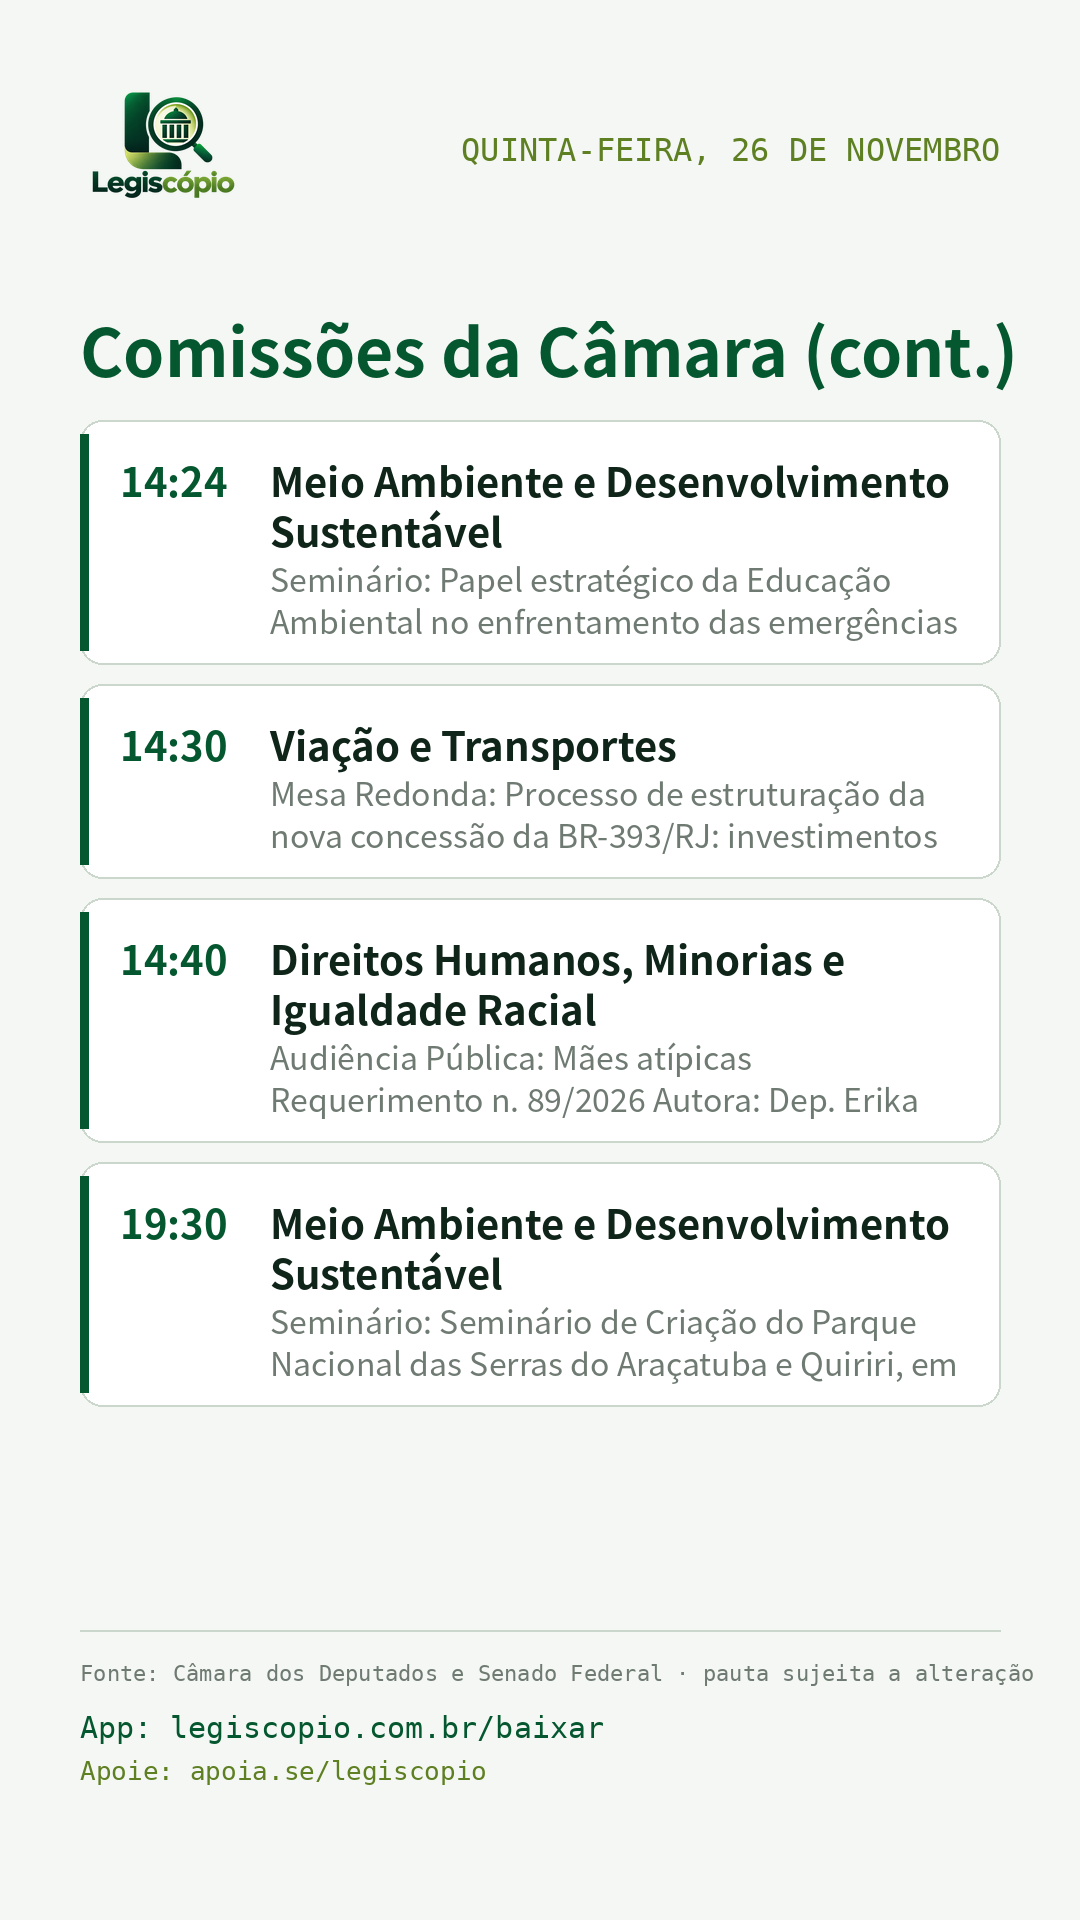 Legiscópio
QUINTA-FEIRA, 26 DE NOVEMBRO
Comissões da Câmara (cont.)
14:24 Meio Ambiente e Desenvolvimento
Sustentável
Seminário: Papel estratégico da Educação
Ambiental no enfrentamento das emergências
14:30 Viação e Transportes
Mesa Redonda: Processo de estruturação da
nova concessão da BR-393/RJ: investimentos
14:40 Direitos Humanos, Minorias e
Igualdade Racial
Audiência Pública: Mães atípicas
Requerimento n. 89/2026 Autora: Dep. Erika
19:30 Meio Ambiente e Desenvolvimento
Sustentável
Seminário: Seminário de Criação do Parque
Nacional das Serras do Araçatuba e Quiriri, em
Fonte: Câmara dos Deputados e Senado Federal · pauta sujeita a alteração
App: legiscopio.com.br/baixar
Apoie: apoia.se/legiscopio